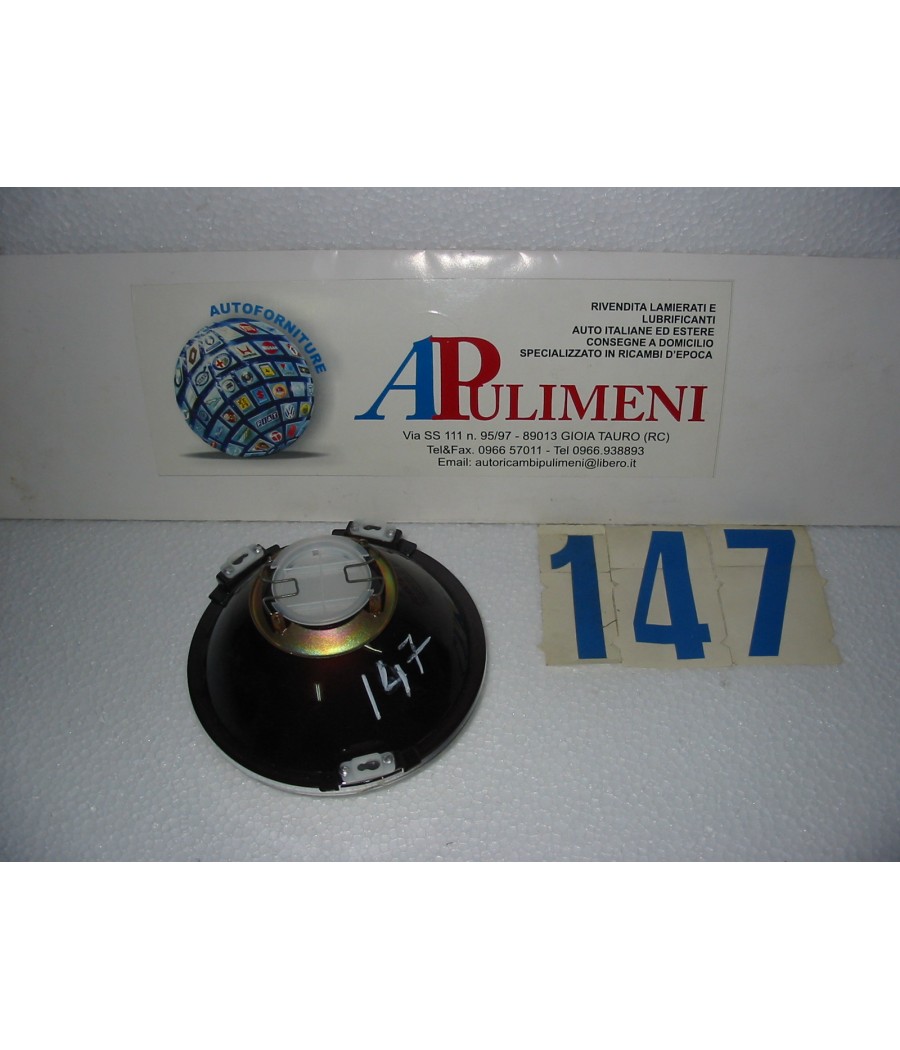 AUTOFORNITURE
RIVENDITA LAMIERATI E
LUBRIFICANTI
AUTO ITALIANE ED ESTERE
CONSEGNE A DOMICILIO
SPECIALIZZATO IN RICAMBI D'EPOCA
APULIMENI
Via SS 111 n. 95/97 - 89013 GIOIA TAURO (RC)
Tel&Fax. 0966 57011 - Tel 0966.938893
Email: autoricambipulimeni@libero.it
147
147